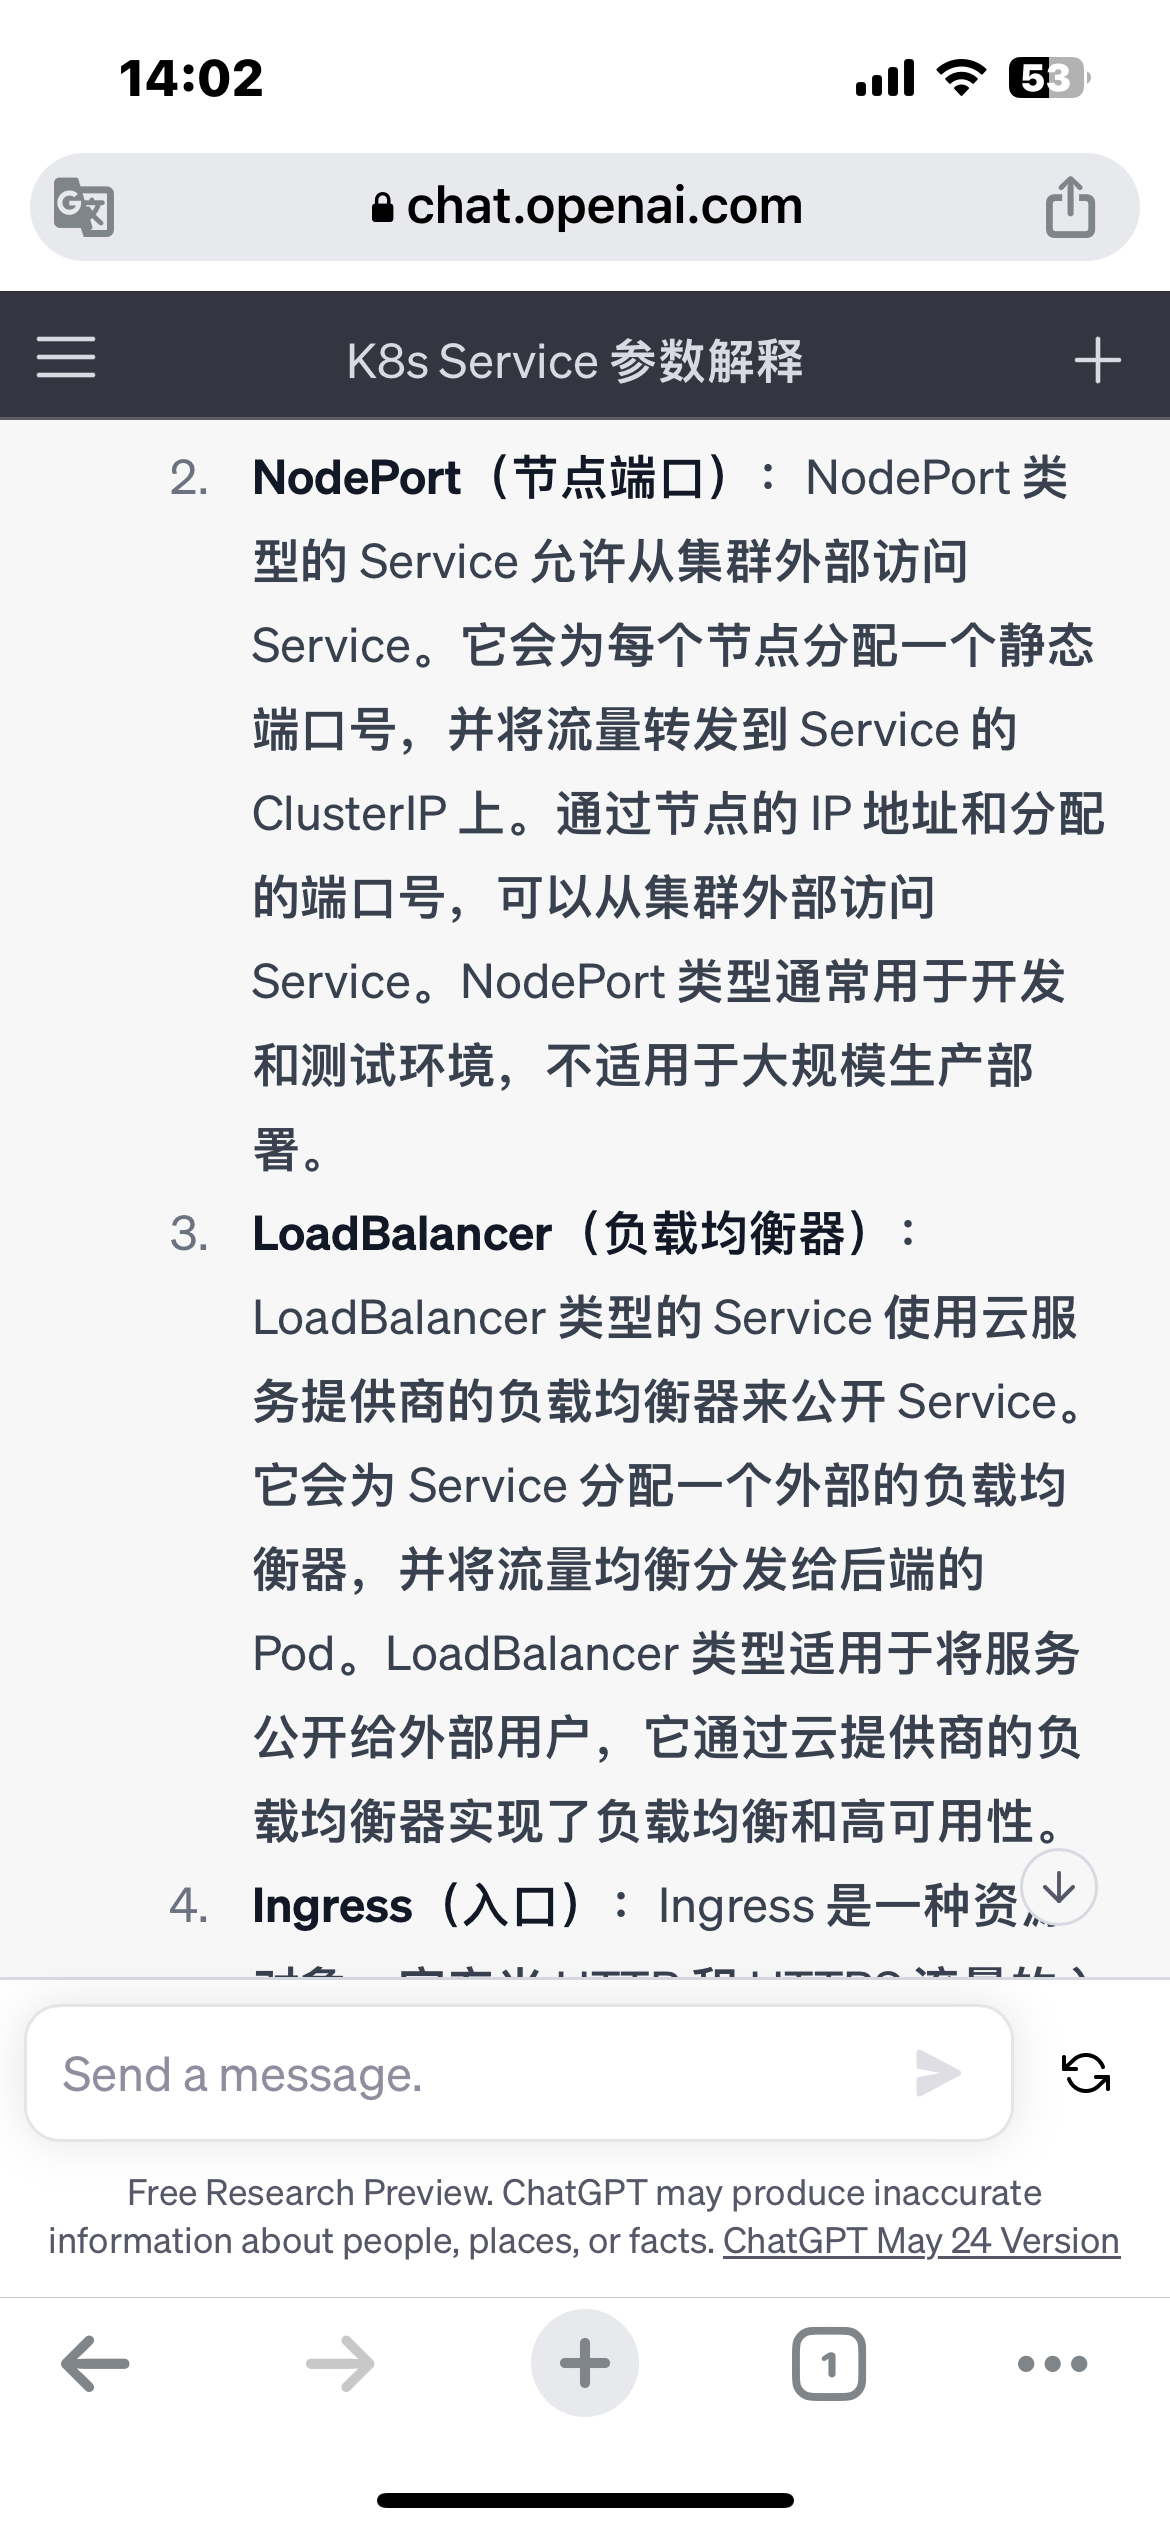 14:02
53
chat.openai.com
K8s Service 参数解释
2. NodePort（节点端口）： NodePort 类
型的 Service 允许从集群外部访问
Service。它会为每个节点分配一个静态
端口号，并将流量转发到 Service 的
ClusterIP 上。通过节点的 IP 地址和分配
的端口号，可以从集群外部访问
Service。NodePort 类型通常用于开发
和测试环境，不适用于大规模生产部
署。
3. LoadBalancer（负载均衡器）：
LoadBalancer 类型的 Service 使用云服
务提供商的负载均衡器来公开 Service。
它会为 Service 分配一个外部的负载均
衡器，并将流量均衡分发给后端的
Pod。LoadBalancer 类型适用于将服务
公开给外部用户，它通过云提供商的负
载均衡器实现了负载均衡和高可用性。
4. Ingress（入口）： Ingress 是一种资
Send a message.
Free Research Preview. ChatGPT may produce inaccurate
information about people, places, or facts. ChatGPT May 24 Version
1